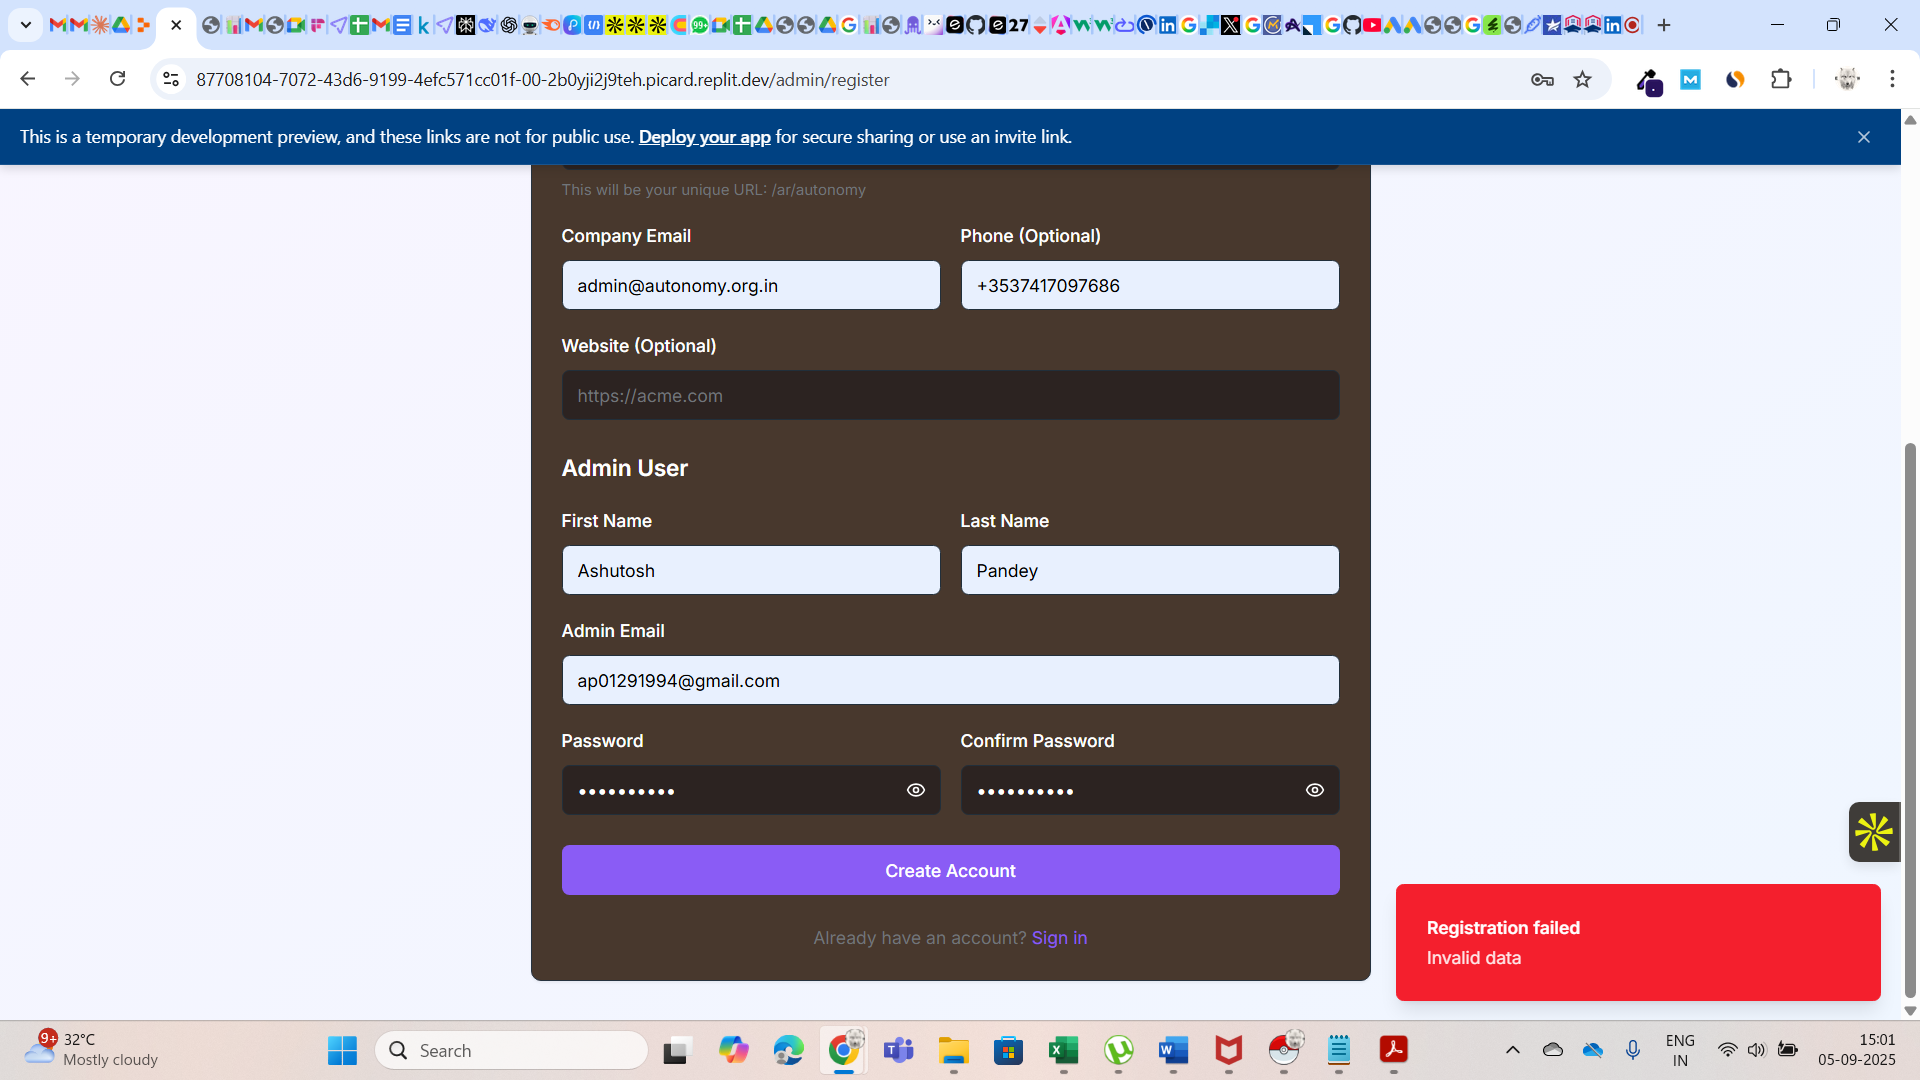 87708104-7072-43d6-9199-4efc571cc01f-00-2b0yji2j9teh.picard.replit.dev/admin/register
This is a temporary development preview, and these links are not for public use. Deploy your app for secure sharing or use an invite link.
This will be your unique URL: /ar/autonomy
Company Email
Phone (Optional)
admin@autonomy.org.in
+3537417097686
Website (Optional)
https://acme.com
Admin User
First Name
Last Name
Ashutosh
Pandey
Admin Email
ap01291994@gmail.com
Password
Confirm Password
••••••••••
••••••••••
Create Account
Already have an account? Sign in
Registration failed
Invalid data
9+
32°C
Mostly cloudy
Search
ENG
IN
15:01
05-09-2025